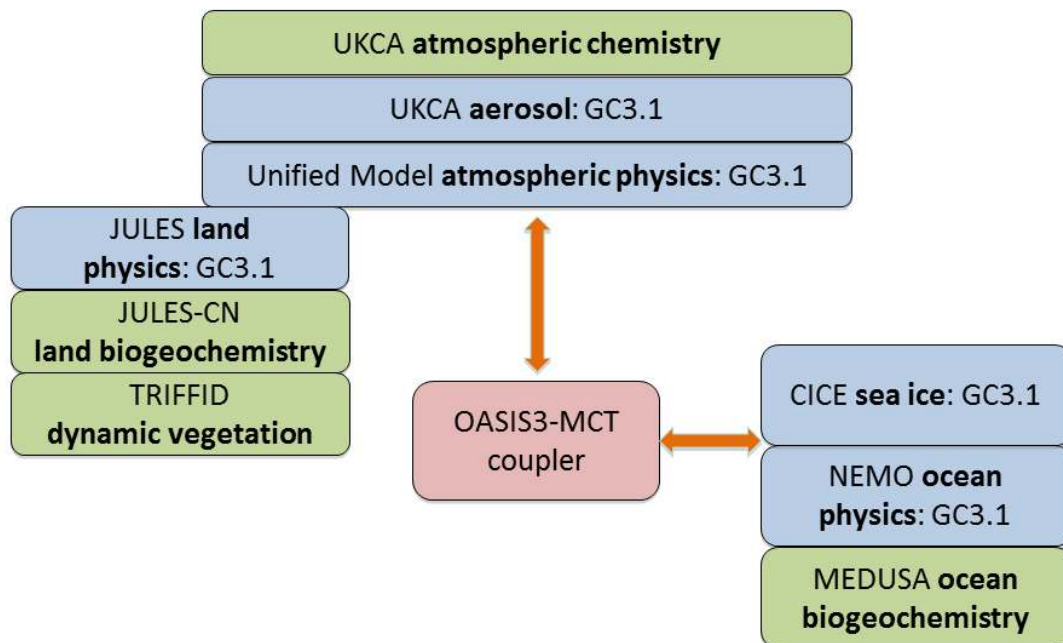 UKCA atmospheric chemistry
UKCA aerosol: GC3.1
Unified Model atmospheric physics: GC3.1
JULES land
physics: GC3.1
JULES-CN
land biogeochemistry
TRIFFID
dynamic vegetation
OASIS3-MCT
coupler
CICE sea ice: GC3.1
NEMO ocean
physics: GC3.1
MEDUSA ocean
biogeochemistry